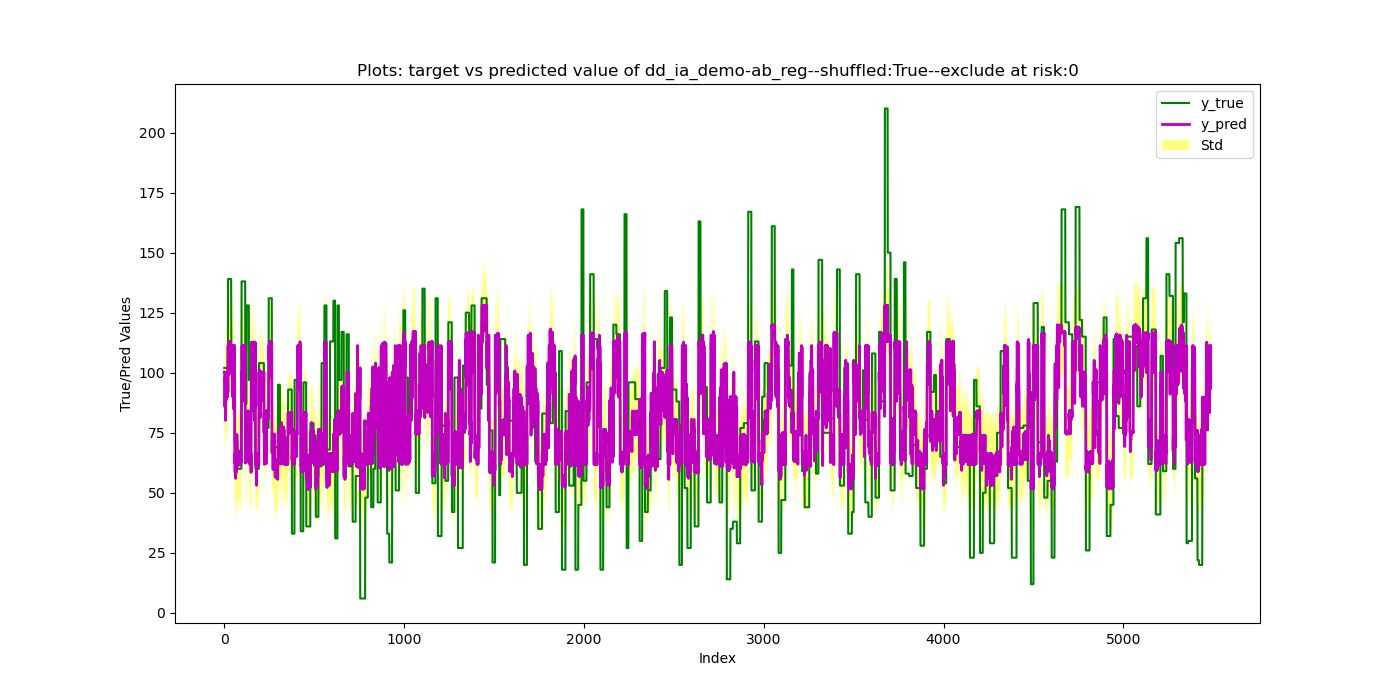 Plots: target vs predicted value of dd_ia_demo-ab_reg--shuffled:True--exclude at risk:0
y_true
y_pred
Std
True/Pred Values
200
175
150
125
100
75
50
25
0
0 1000 2000 3000 4000 5000
Index